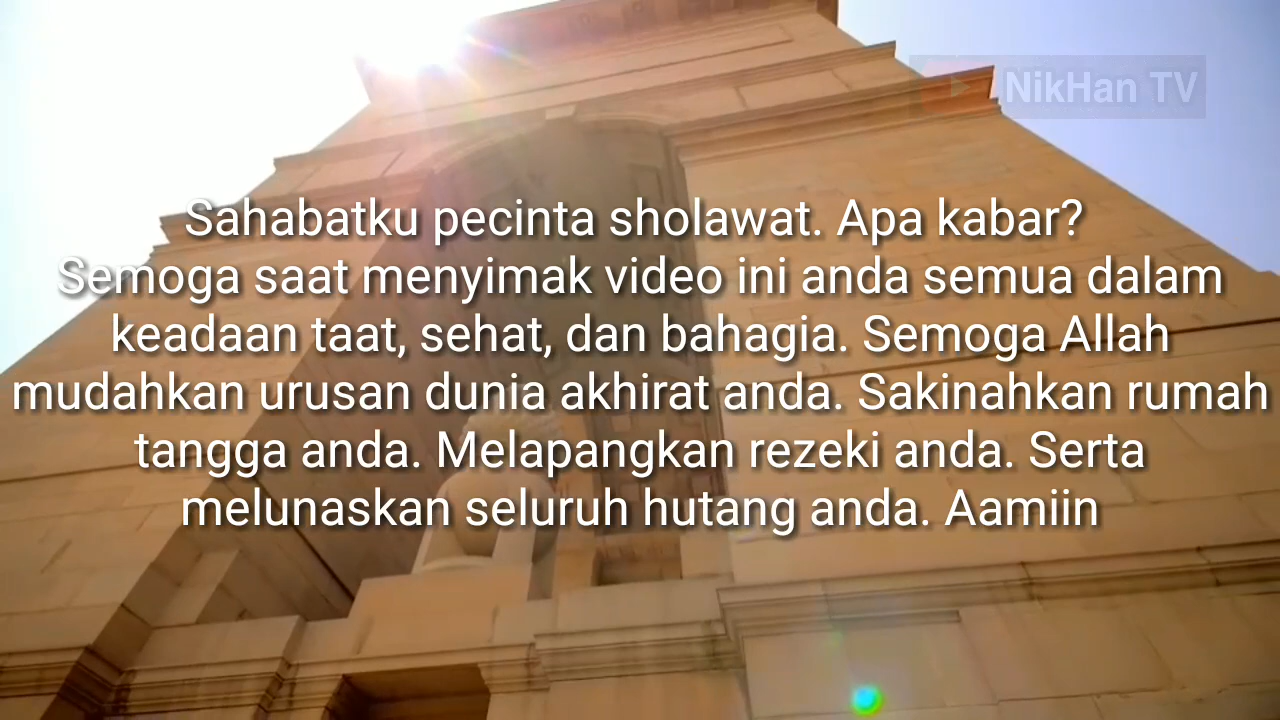 NikHan TV
Sahabatku pecinta sholawat. Apa kabar?
Semoga saat menyimak video ini anda semua dalam
keadaan taat, sehat, dan bahagia. Semoga Allah
mudahkan urusan dunia akhirat anda. Sakinahkan rumah
tangga anda. Melapangkan rezeki anda. Serta
melunaskan seluruh hutang anda. Aamiin